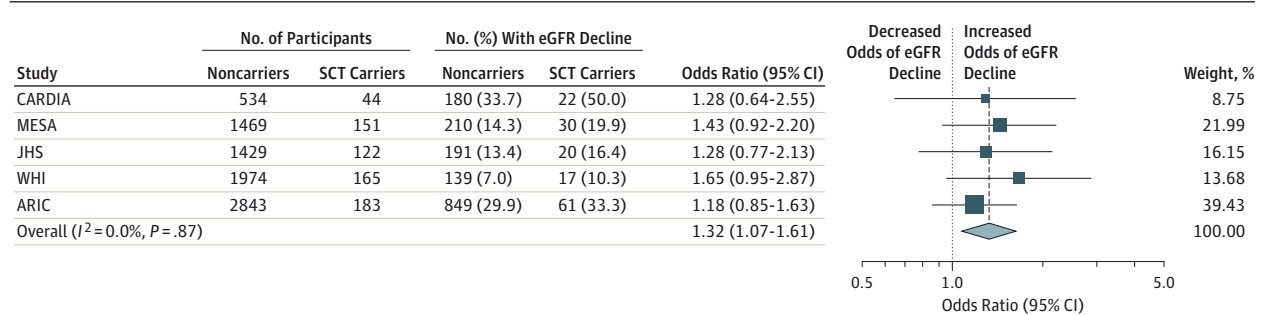 No. of Participants No. (%) With eGFR Decline Decreased Odds of eGFR Decline Increased Odds of eGFR Decline
Study Noncarriers SCT Carriers Noncarriers SCT Carriers Odds Ratio (95% CI) Weight, %
CARDIA 534 44 180 (33.7) 22 (50.0) 1.28 (0.64-2.55) 8.75
MESA 1469 151 210 (14.3) 30 (19.9) 1.43 (0.92-2.20) 21.99
JHS 1429 122 191 (13.4) 20 (16.4) 1.28 (0.77-2.13) 16.15
WHI 1974 165 139 (7.0) 17 (10.3) 1.65 (0.95-2.87) 13.68
ARIC 2843 183 849 (29.9) 61 (33.3) 1.18 (0.85-1.63) 39.43
Overall (I² = 0.0%, P = .87) 1.32 (1.07-1.61) 100.00
0.5 1.0 5.0
Odds Ratio (95% CI)